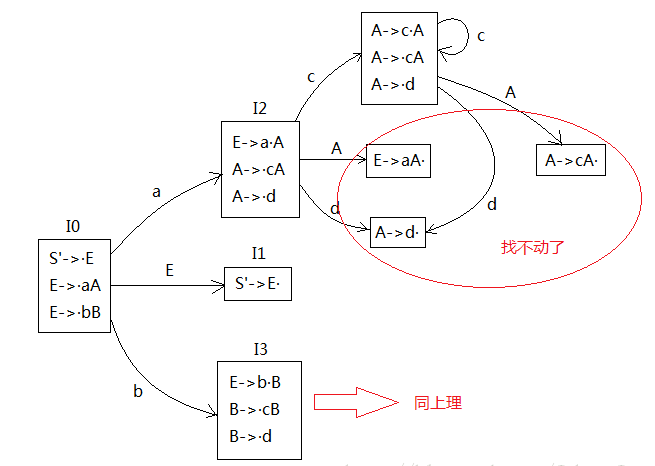 A->c·A
A->·cA
A->·d
c
c
A
I2
E->a·A
A->·cA
A->·d
A
E->aA·
A->cA·
a
d
A->d·
d
找不动了
I0
S'->·E
E->·aA
E->·bB
E
I1
S'->E·
I3
b
E->b·B
B->·cB
B->·d
同上理